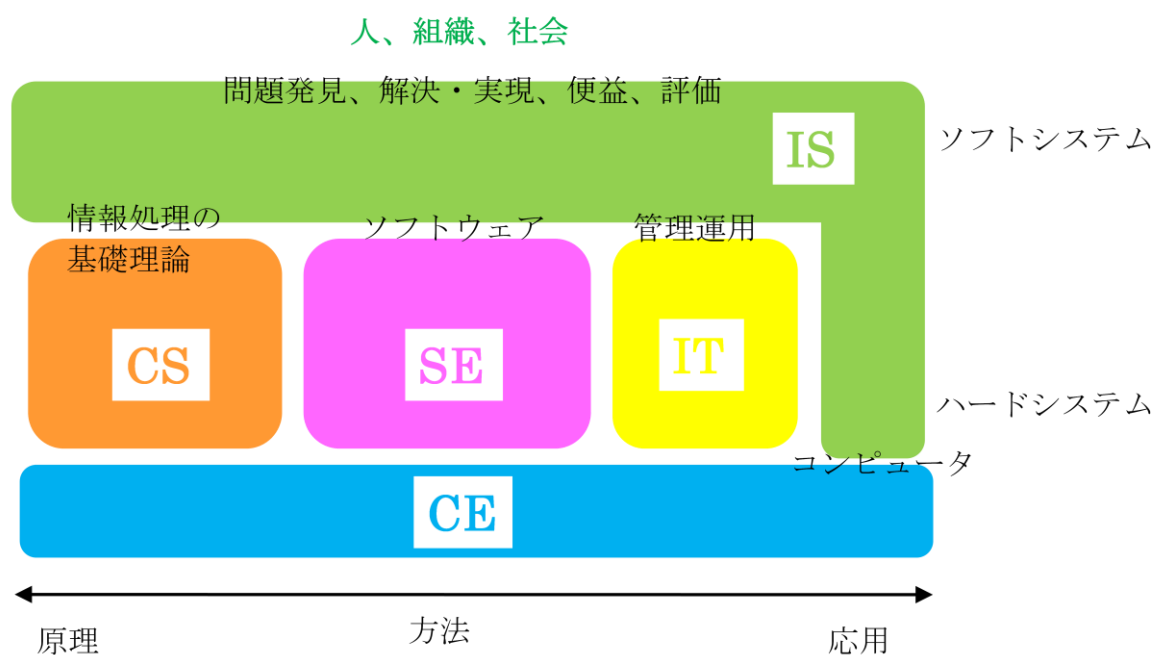 人、組織、社会
問題発見、解決・実現、便益、評価
IS
ソフトシステム
情報処理の
基礎理論
ソフトウェア
管理運用
CS
SE
IT
ハードシステム
コンピュータ
CE
原理
方法
応用